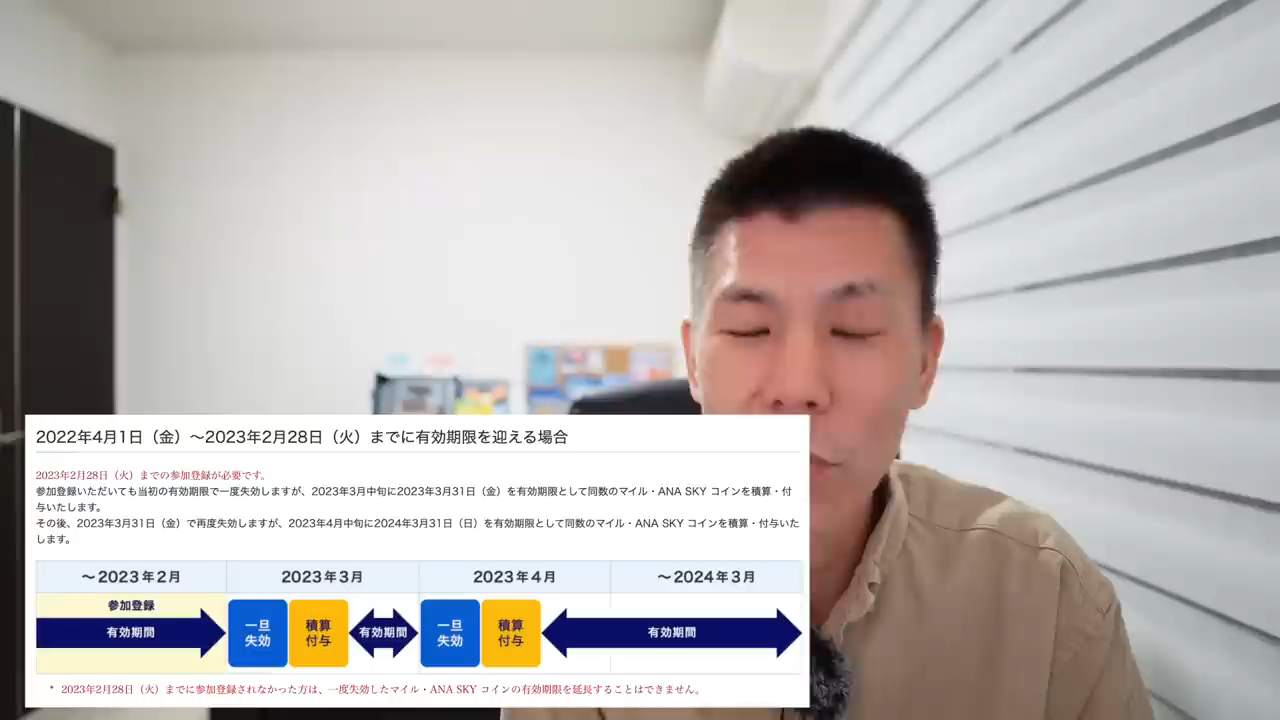 2022年4月1日（金）～2023年2月28日（火）までに有効期限を迎える場合
2023年2月28日（火）までの参加登録が必要です。
参加登録いただいても当初の有効期限で一度失効しますが、2023年3月中旬に2023年3月31日（金）を有効期限として同数のマイル・ANA SKY コインを積算・付
与いたします。
その後、2023年3月31日（金）で再度失効しますが、2023年4月中旬に2024年3月31日（日）を有効期限として同数のマイル・ANA SKY コインを積算・付与いた
します。
～2023年2月 2023年3月 2023年4月 ～2024年3月
参加登録
有効期間
一旦
失効
積算
付与
有効期間
一旦
失効
積算
付与
有効期間
* 2023年2月28日（火）までに参加登録されなかった方は、一度失効したマイル・ANA SKY コインの有効期限を延長することはできません。